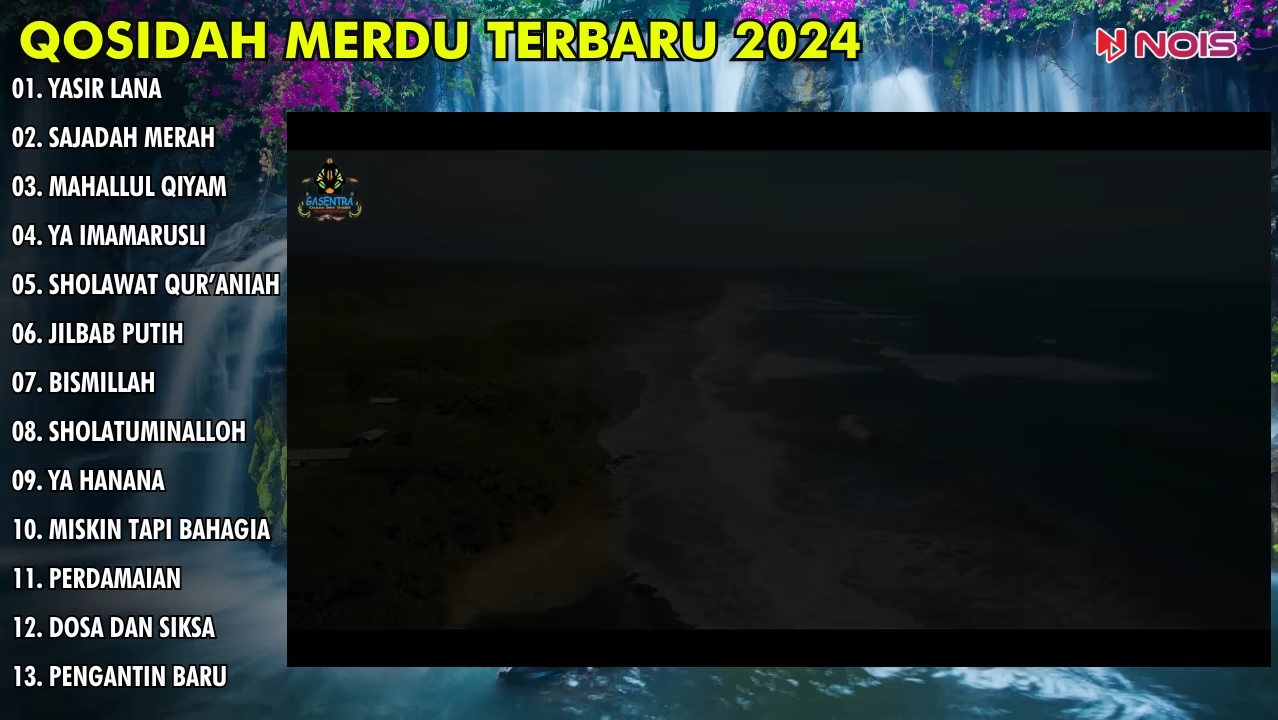 QOSIDAH MERDU TERBARU 2024
NOIS
01. YASIR LANA
02. SAJADAH MERAH
03. MAHALLUL QIYAM
04. YA IMAMARUSLI
05. SHOLAWAT QUR'ANIAH
06. JILBAB PUTIH
07. BISMILLAH
08. SHOLATUMINALLOH
09. YA HANANA
10. MISKIN TAPI BAHAGIA
11. PERDAMAIAN
12. DOSA DAN SIKSA
13. PENGANTIN BARU
GASENTRA